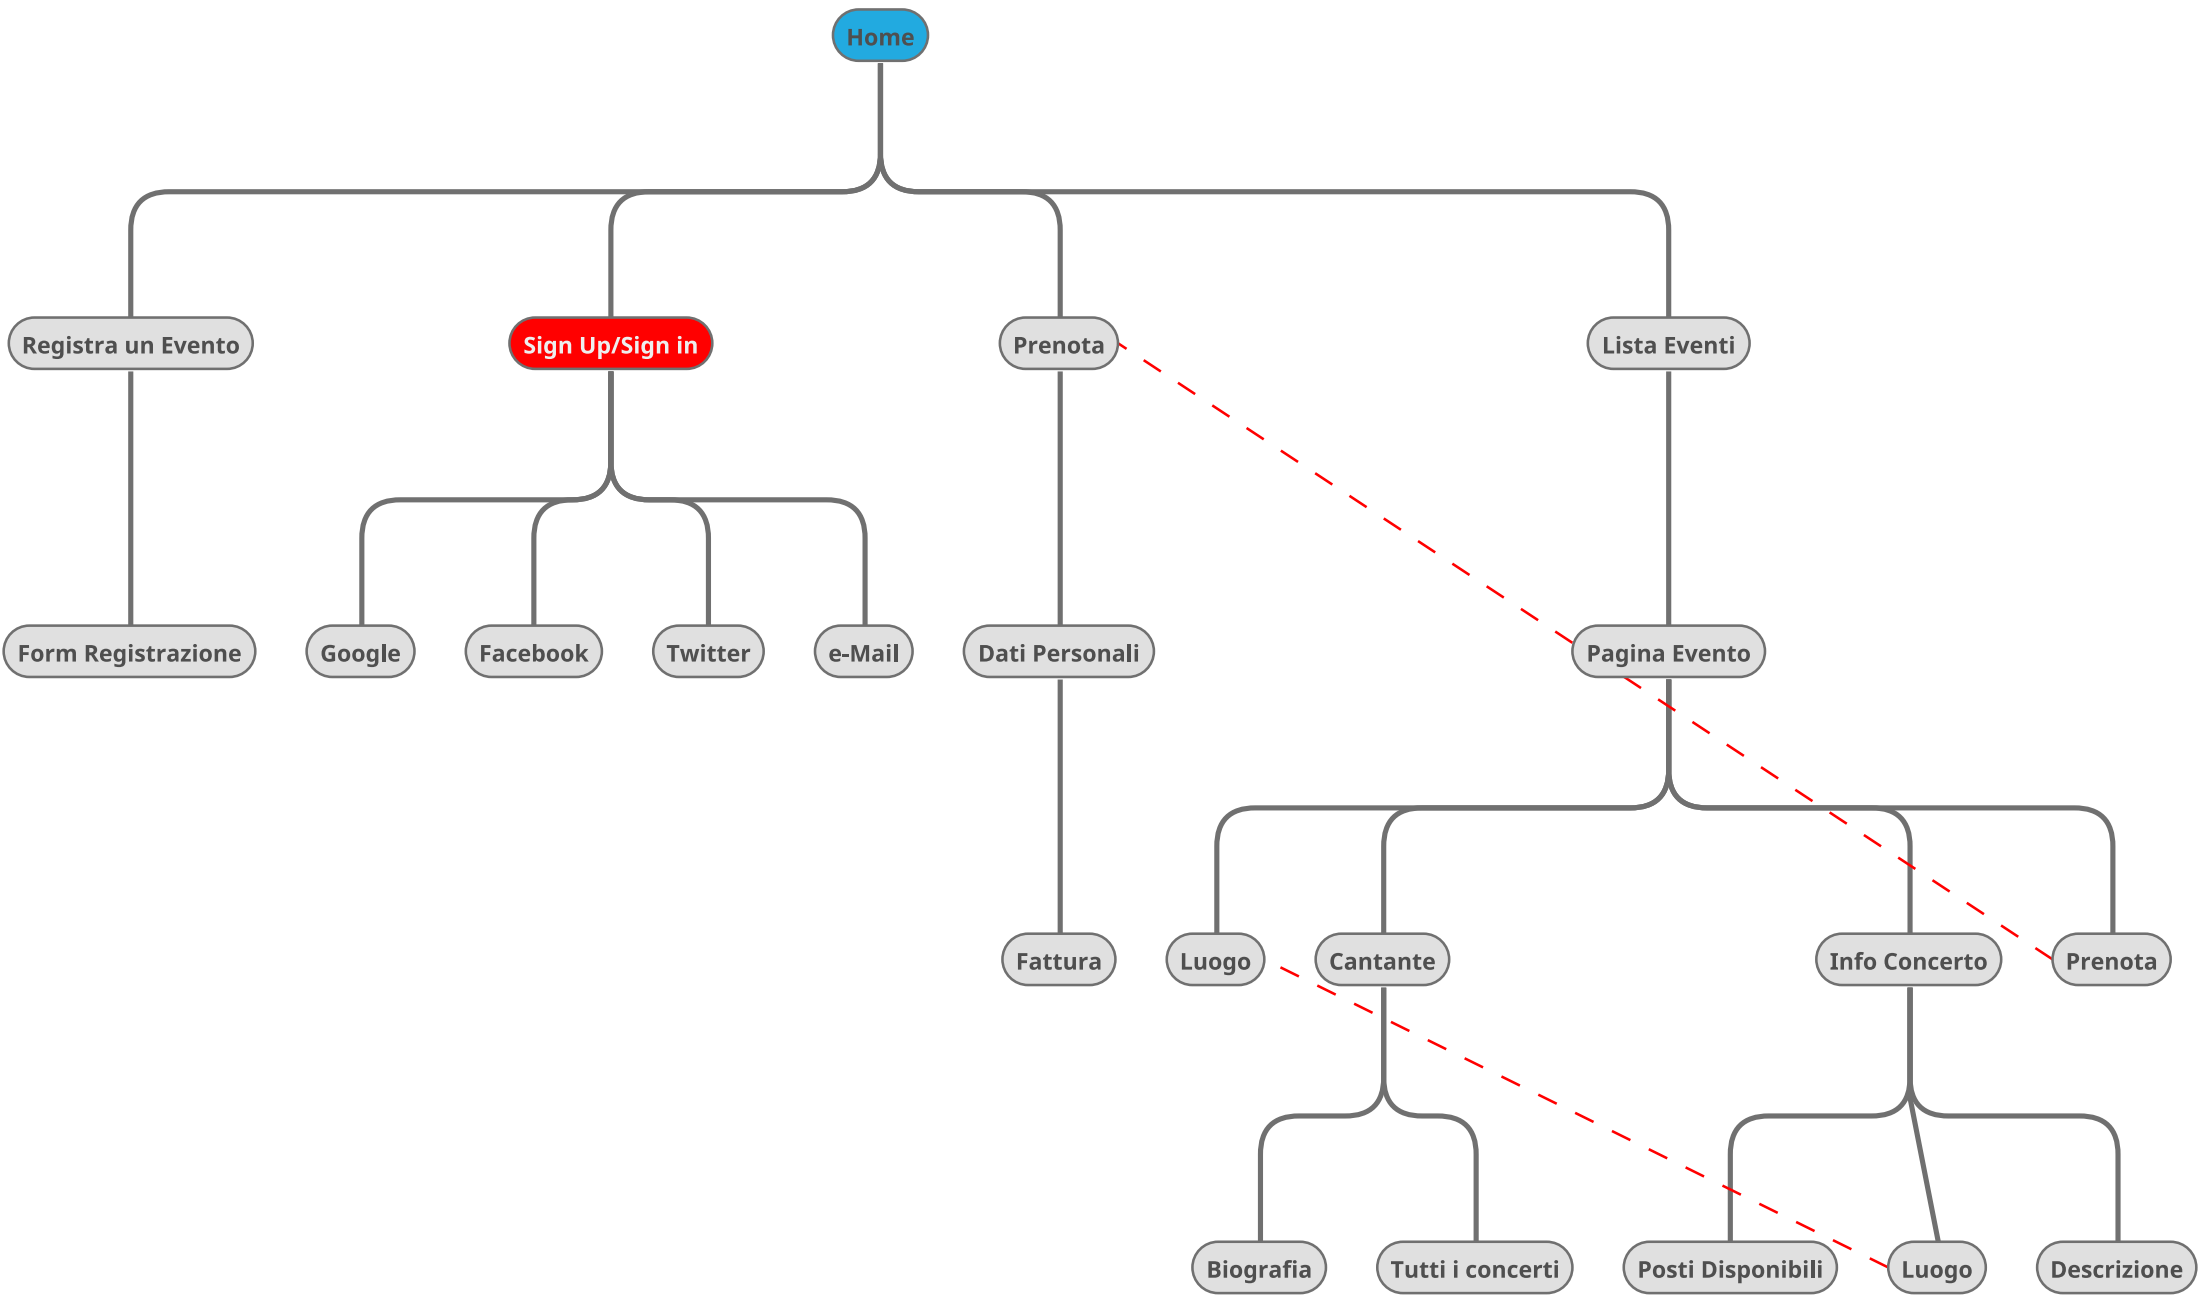 Home
Registra un Evento
Sign Up/Sign in
Prenota
Lista Eventi
Form Registrazione
Google
Facebook
Twitter
e-Mail
Dati Personali
Pagina Evento
Fattura
Luogo
Cantante
Info Concerto
Prenota
Biografia
Tutti i concerti
Posti Disponibili
Luogo
Descrizione